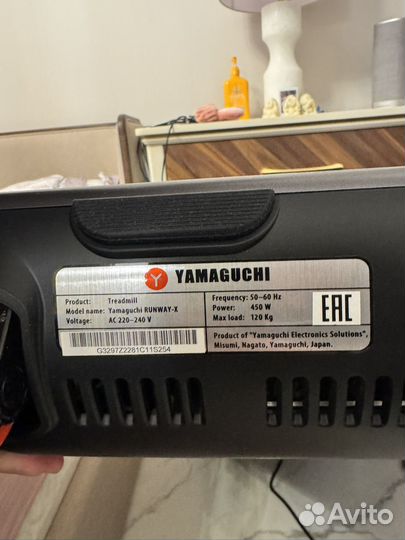 YAMAGUCHI
Product: Treadmill
Model name: Yamaguchi RUNWAY-X
Voltage: AC 220-240 V
Frequency: 50-60 Hz
Power: 450 W
Max load: 120 Kg
EAC
G3297Z2281C11S254
Product of "Yamaguchi Electronics Solutions",
Misumi, Nagato, Yamaguchi, Japan.
Avito